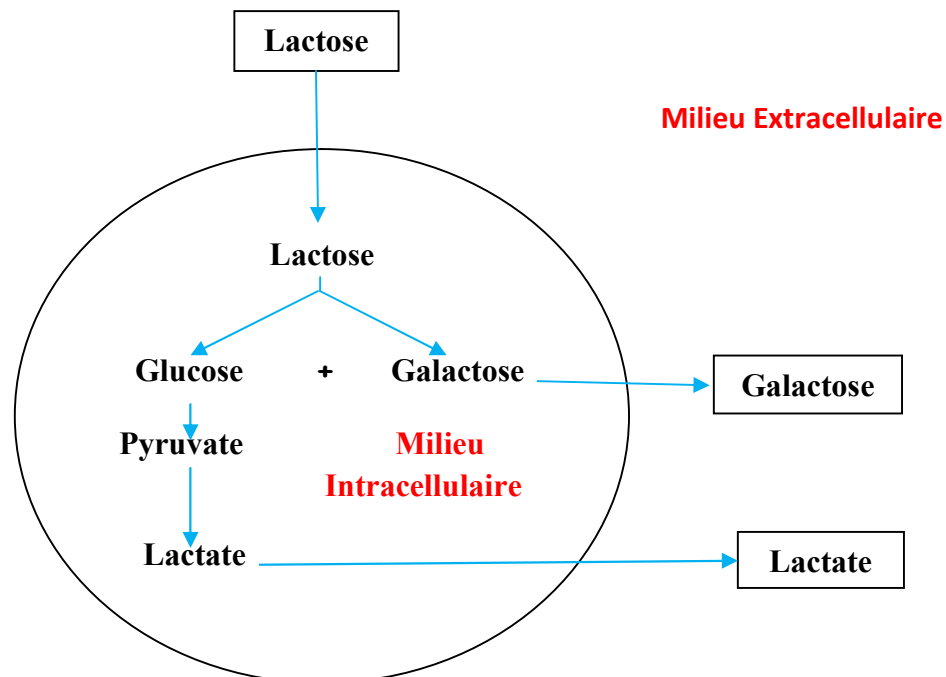 Lactose
Milieu Extracellulaire
Lactose
Glucose + Galactose
Galactose
Pyruvate
Milieu
Intracellulaire
Lactate
Lactate